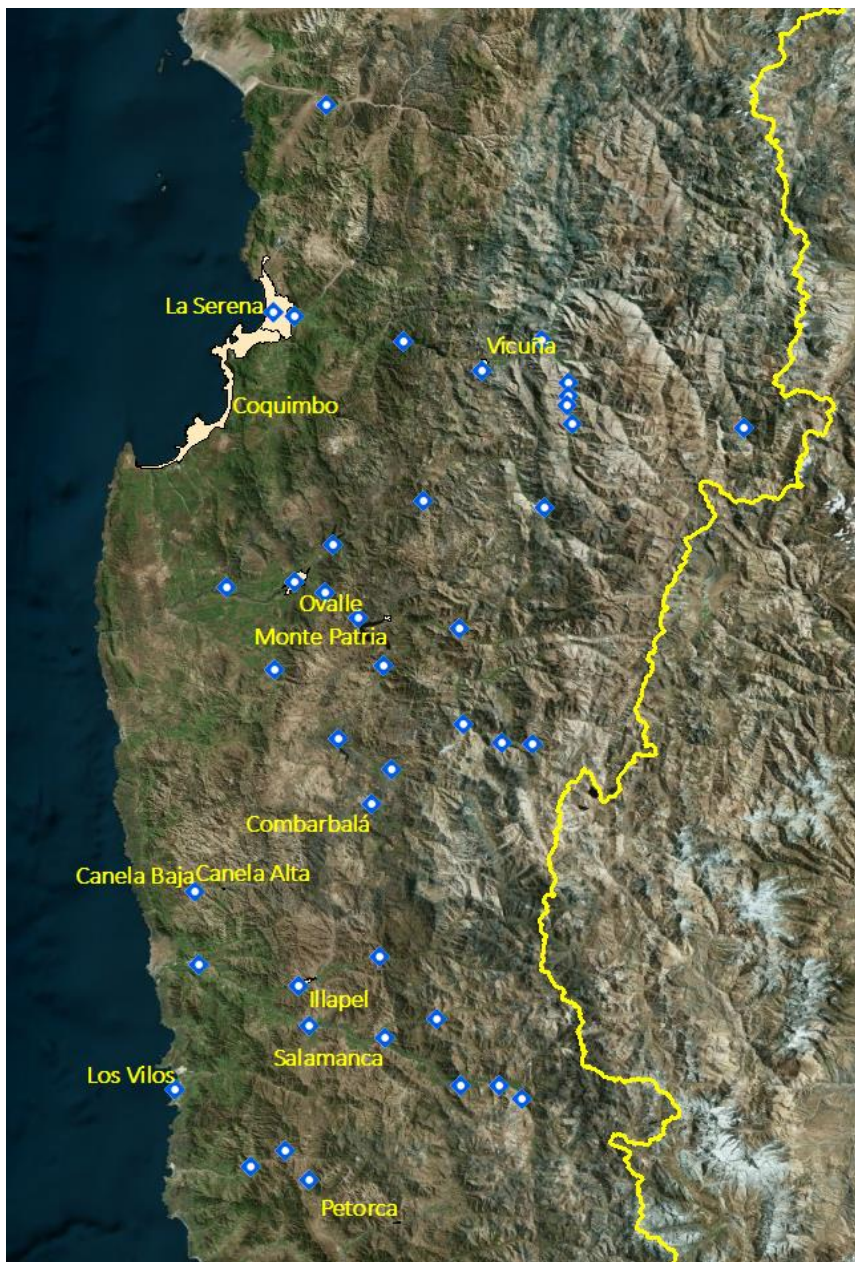 La Serena
Vicuña
Coquimbo
Ovalle
Monte Patria
Combarbalá
Canela Baja
Canela Alta
Illapel
Salamanca
Los Vilos
Petorca